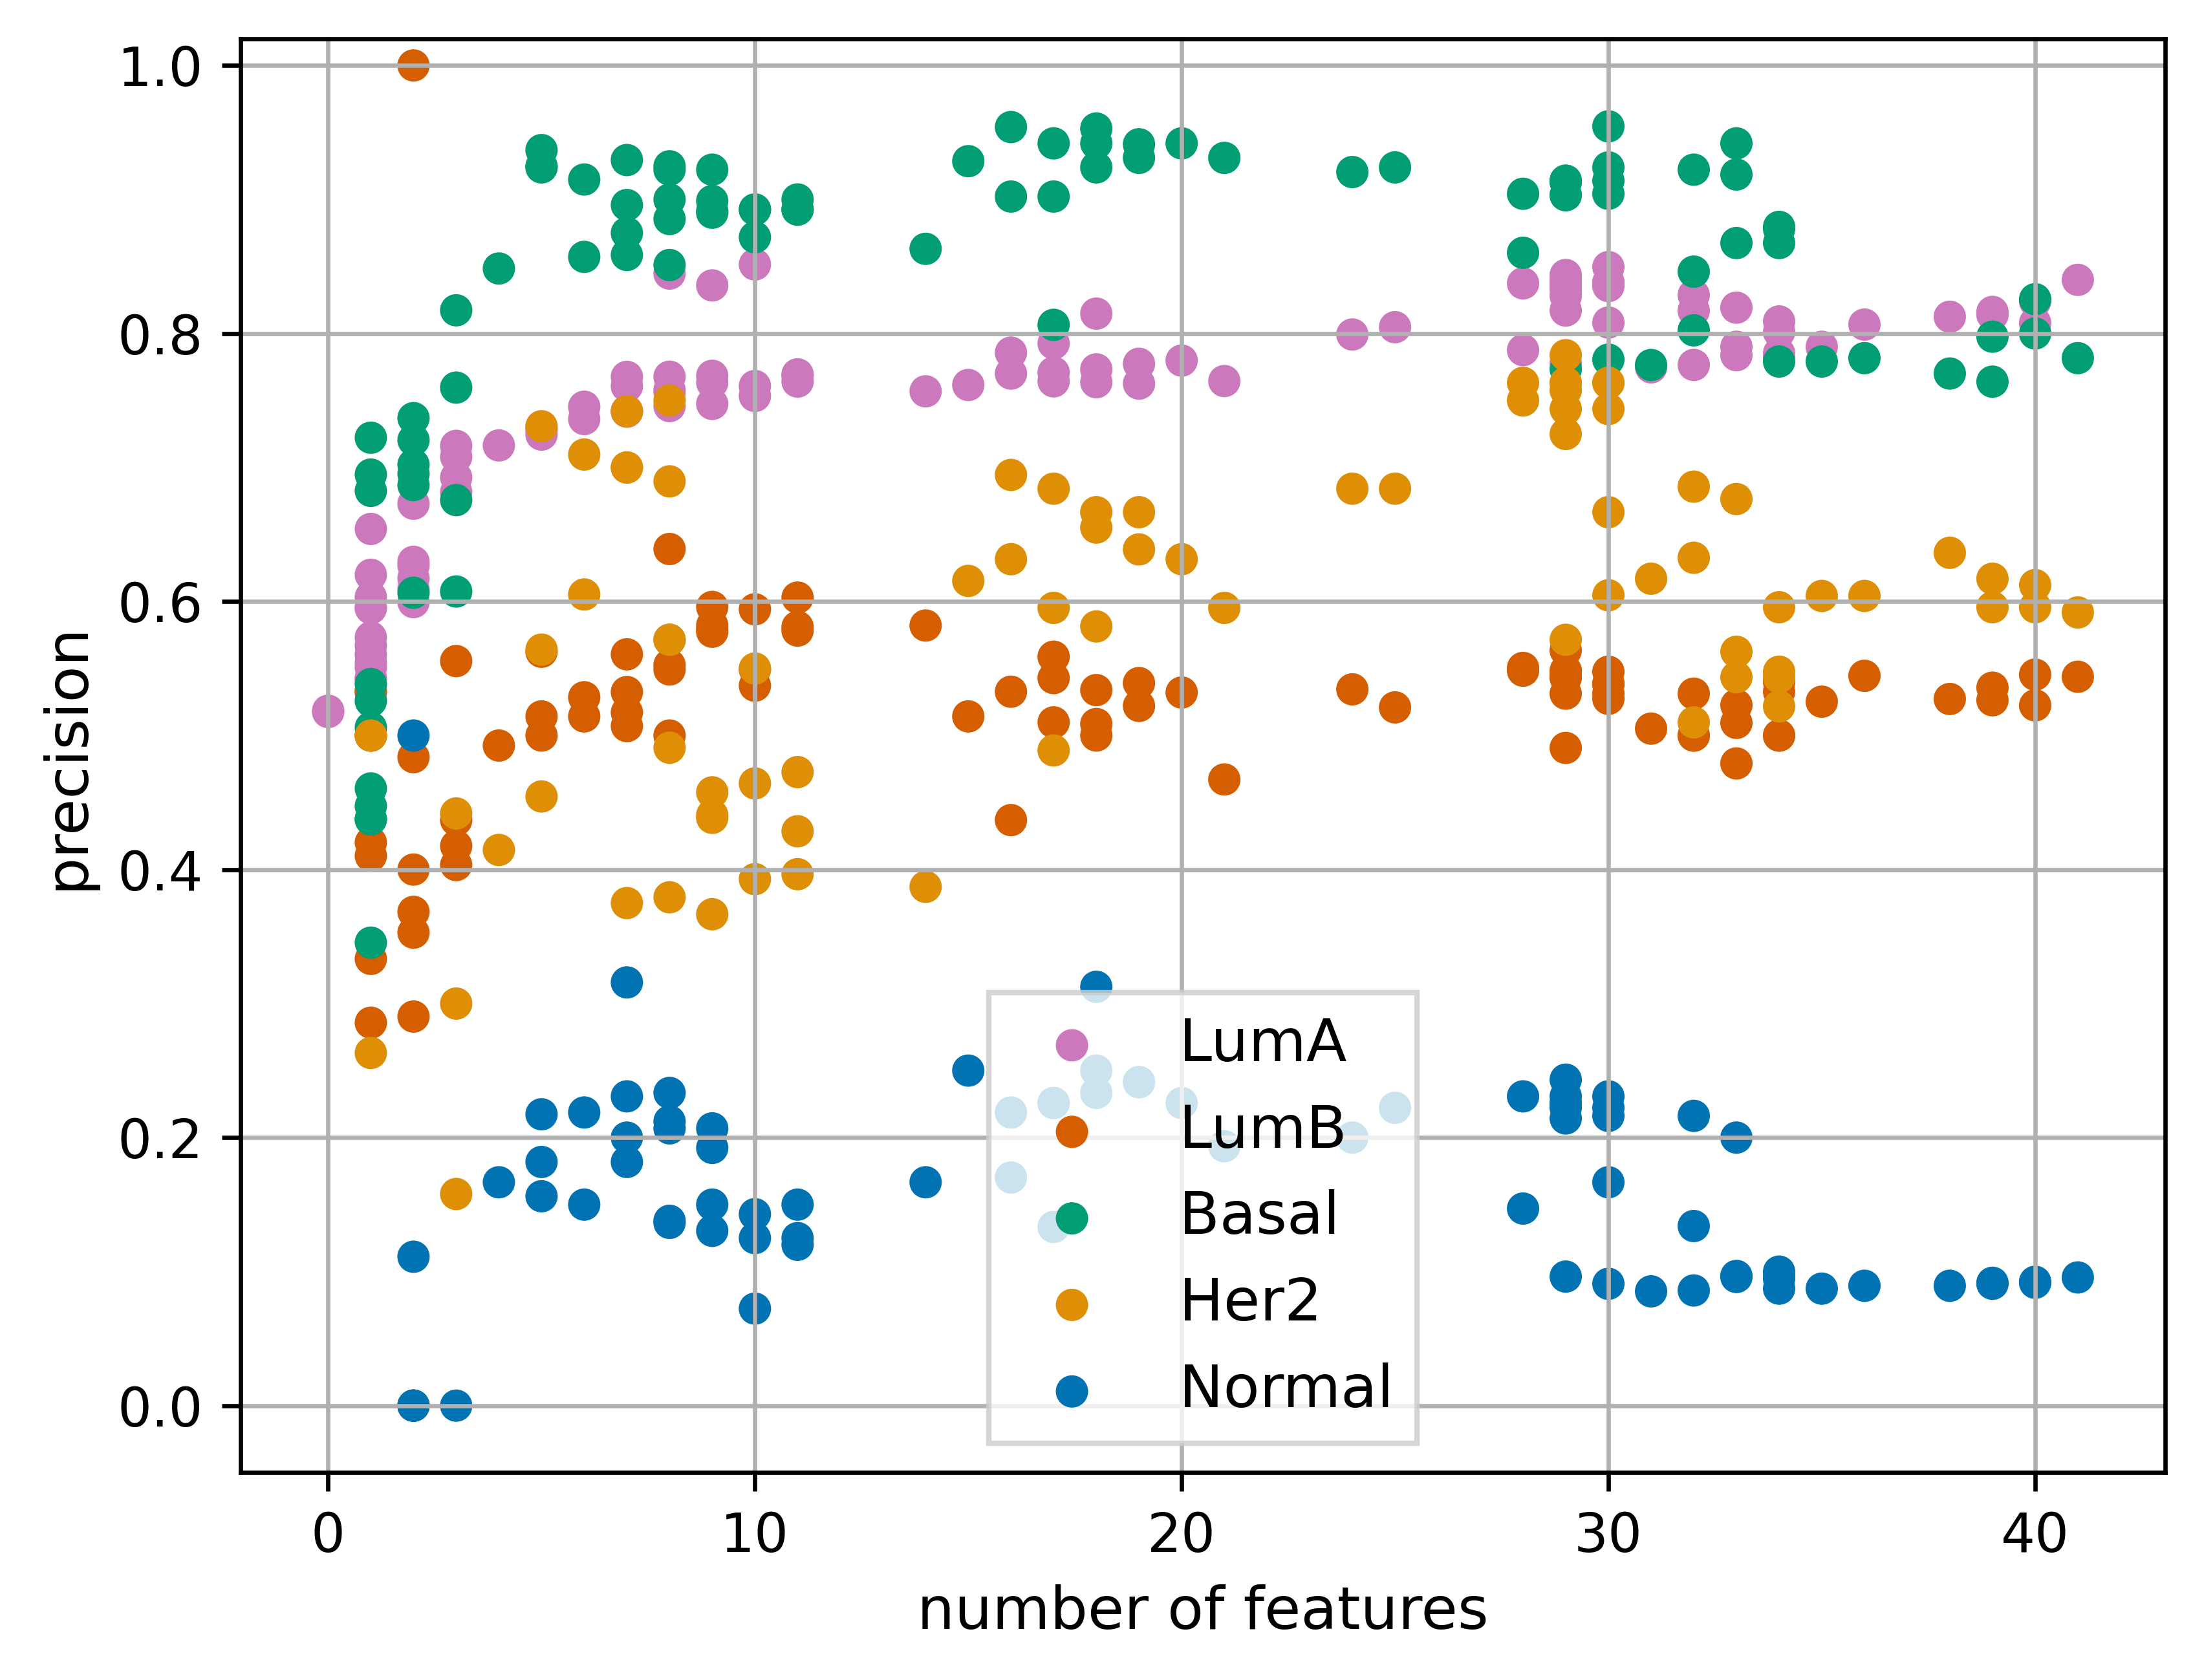 1.0
0.8
0.6
0.4
0.2
0.0
precision
LumA
LumB
Basal
Her2
Normal
0 10 20 30 40
number of features